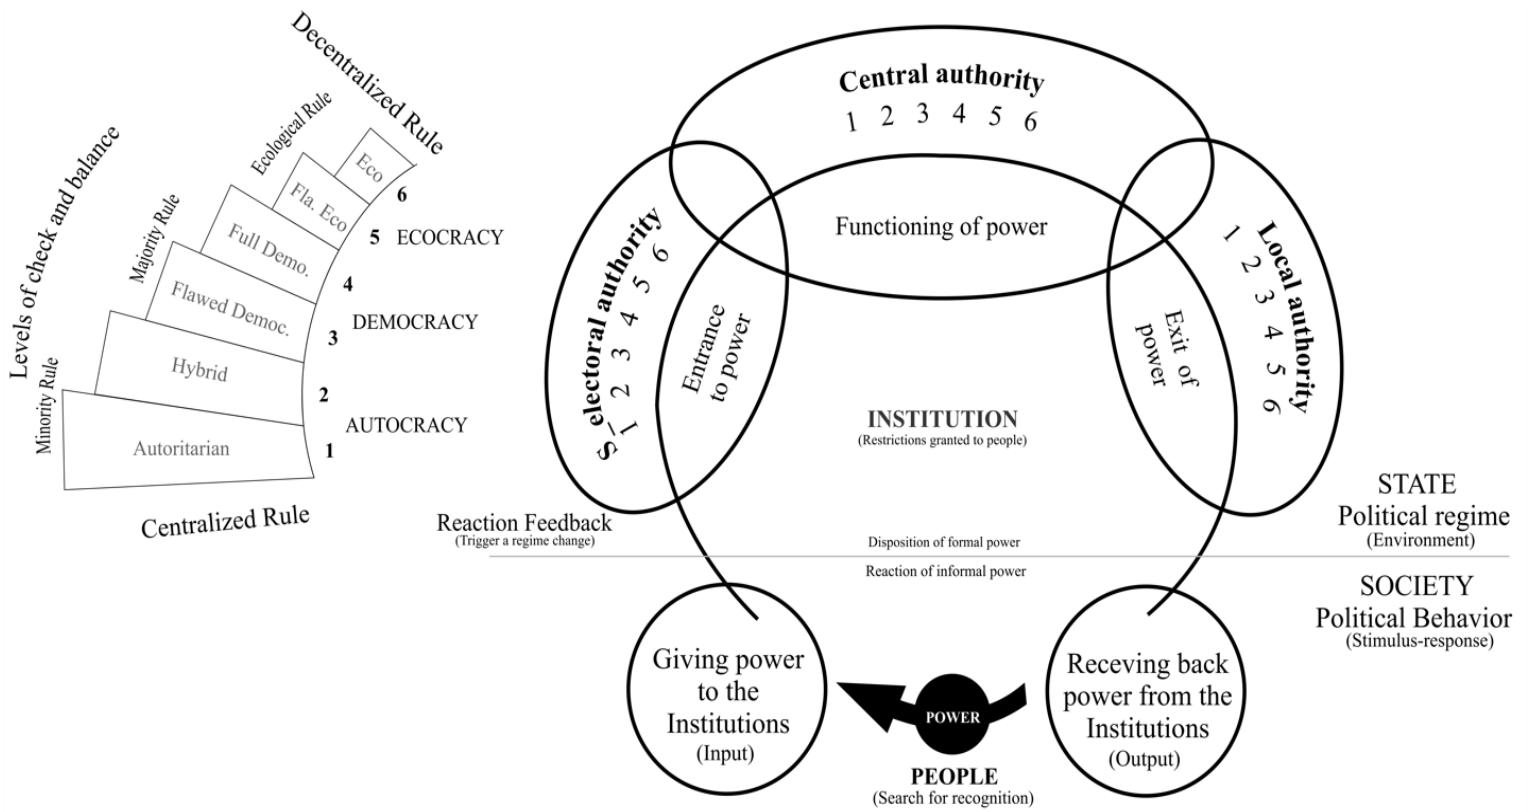 Decentralized Rule
Levels of check and balance
Ecological Rule
Majority Rule
Minority Rule
Eco
Fla. Eco
Full Demo.
Flawed Democ.
Hybrid
Autoritarian
6
5 ECOCRACY
4
DEMOCRACY
3
2
AUTOCRACY
1
Centralized Rule
Central authority
1 2 3 4 5 6
Functioning of power
S_electoral authority
1 2 3 4 5 6
Entrance
to power
Local authority
1 2 3 4 5 6
Exit of
power
INSTITUTION
(Restrictions granted to people)
Reaction Feedback
(Trigger a regime change)
Disposition of formal power
Reaction of informal power
STATE
Political regime
(Environment)
SOCIETY
Political Behavior
(Stimulus-response)
Giving power
to the
Institutions
(Input)
POWER
PEOPLE
(Search for recognition)
Receving back
power from the
Institutions
(Output)